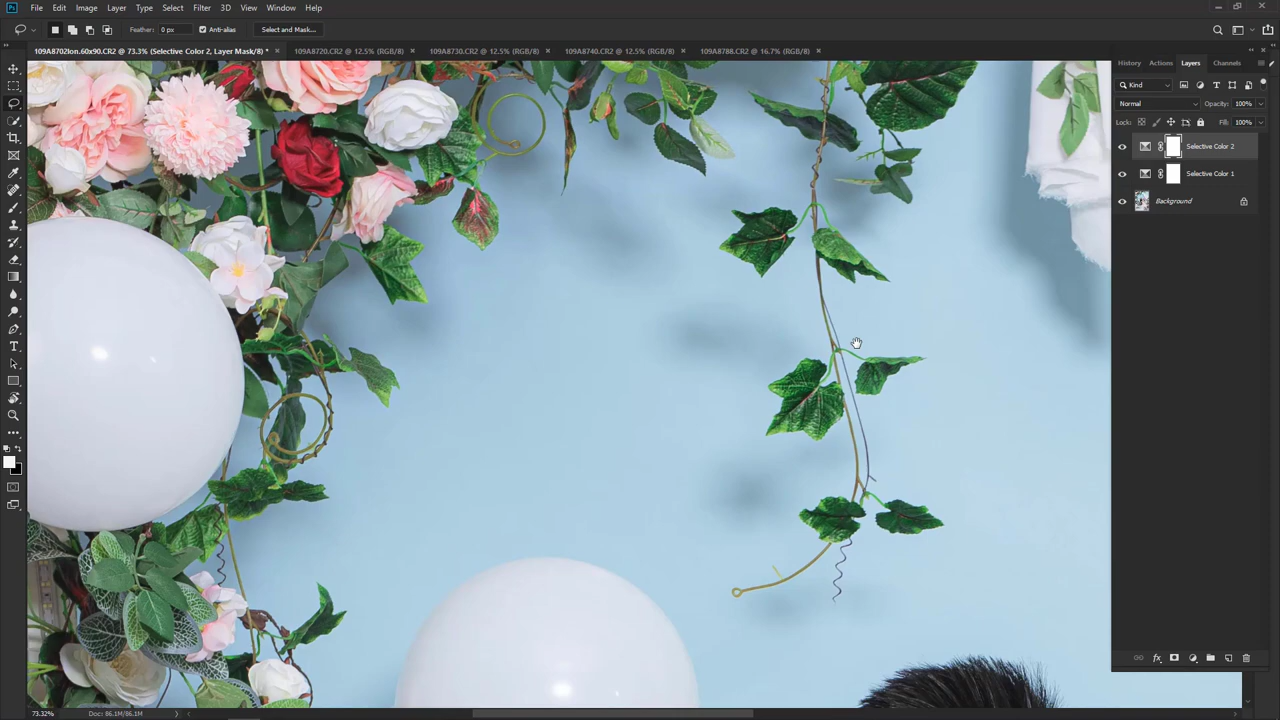 File Edit Image Layer Type Select Filter 3D View Window Help
Feather: 0 px Anti-alias Select and Mask...
109A8702Ion.60x90.CR2 @ 73.3% (Selective Color 2, Layer Mask/8) * × 109A8720.CR2 @ 12.5% (RGB/8) × 109A8730.CR2 @ 12.5% (RGB/8) × 109A8740.CR2 @ 12.5% (RGB/8) × 109A8788.CR2 @ 16.7% (RGB/8) ×
History Actions Layers Channels
Kind
Normal Opacity: 100%
Lock: Fill: 100%
Selective Color 2
Selective Color 1
Background
73.32% Doc: 86.1M/86.1M